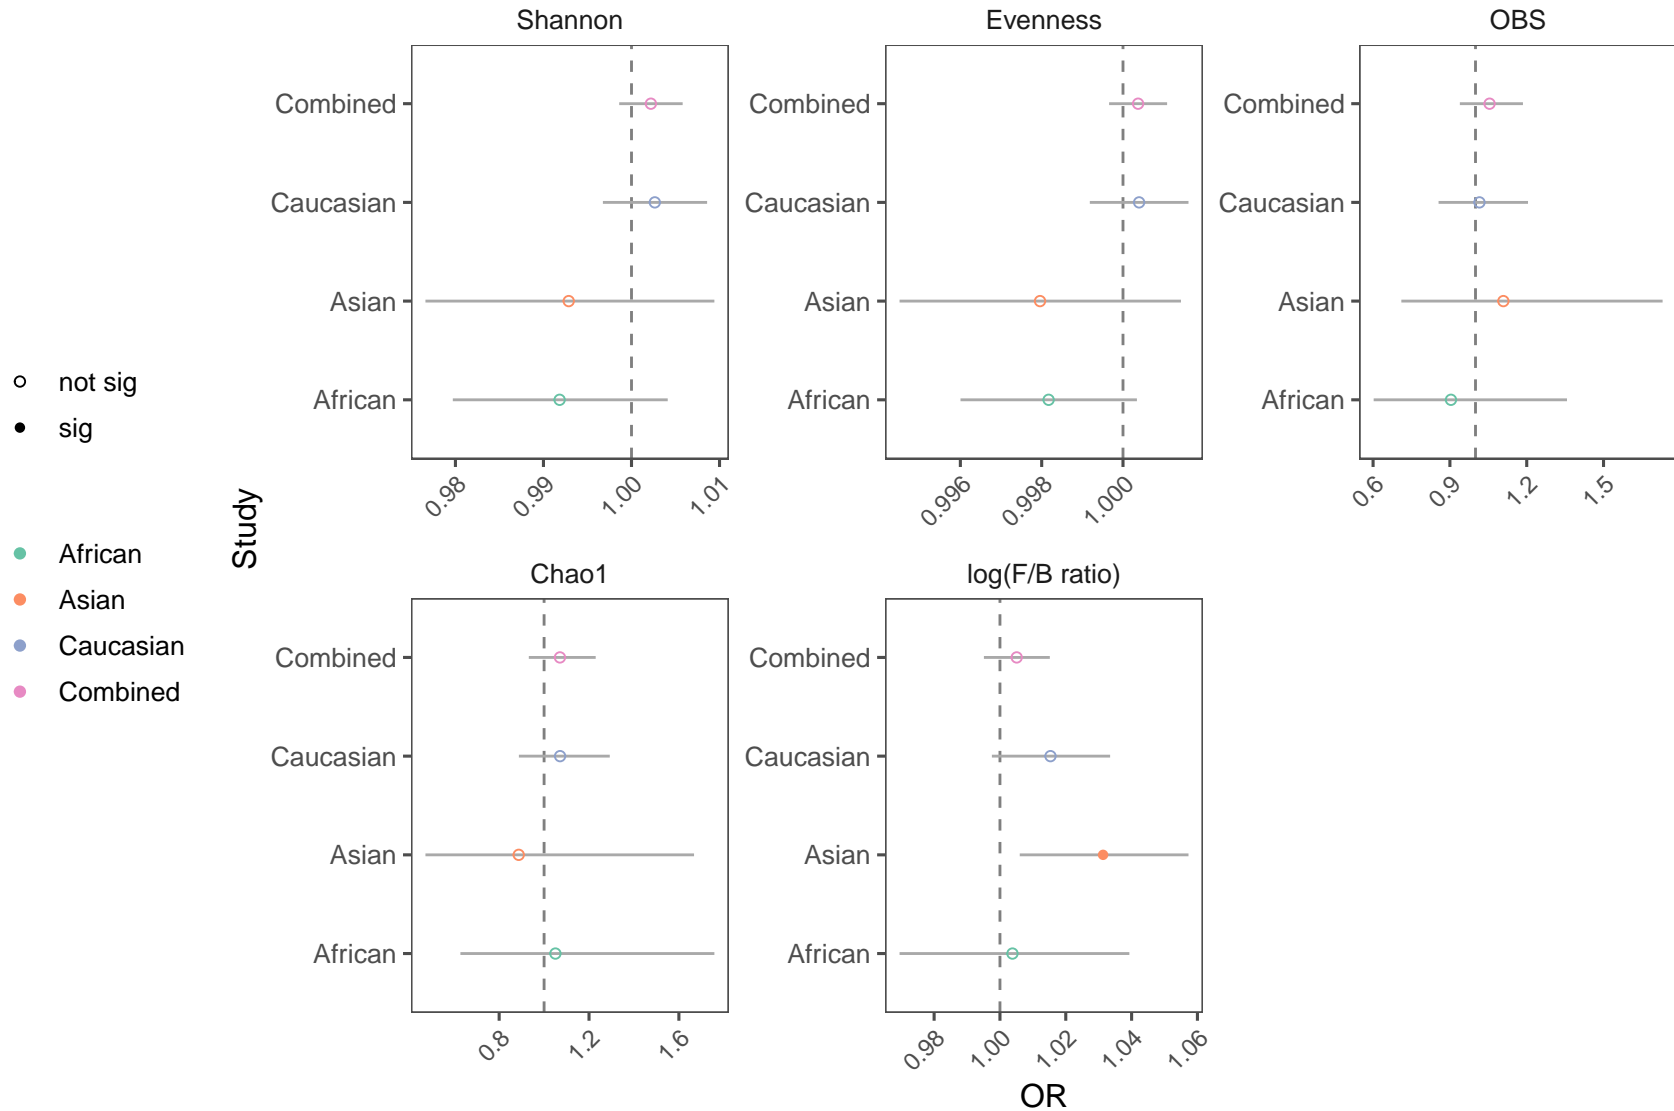 Shannon
Combined
Caucasian
Asian
African
0.98
0.99
1.00
1.01
Evenness
Combined
Caucasian
Asian
African
0.996
0.998
1.000
OBS
Combined
Caucasian
Asian
African
0.6
0.9
1.2
1.5
not sig
sig
African
Asian
Caucasian
Combined
Study
Chao1
Combined
Caucasian
Asian
African
0.8
1.2
1.6
log(F/B ratio)
Combined
Caucasian
Asian
African
0.98
1.00
1.02
1.04
1.06
OR